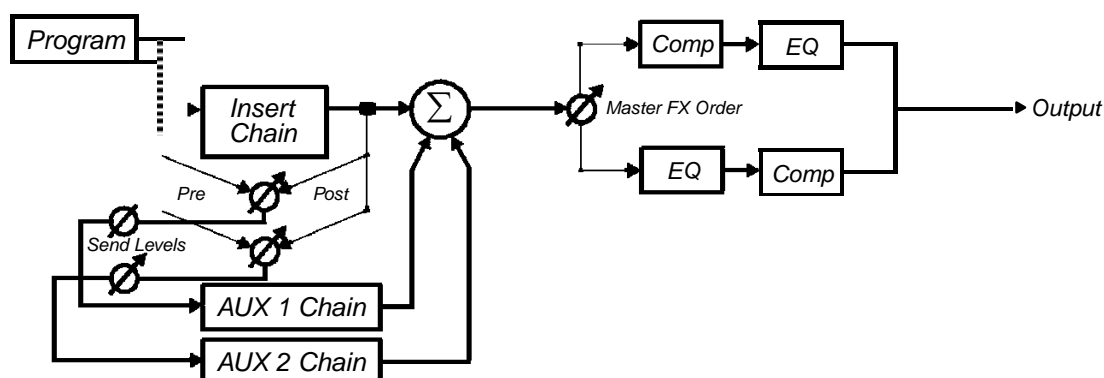 Program
Insert
Chain
Σ
Pre
Post
Send Levels
AUX 1 Chain
AUX 2 Chain
Comp
EQ
Master FX Order
EQ
Comp
Output